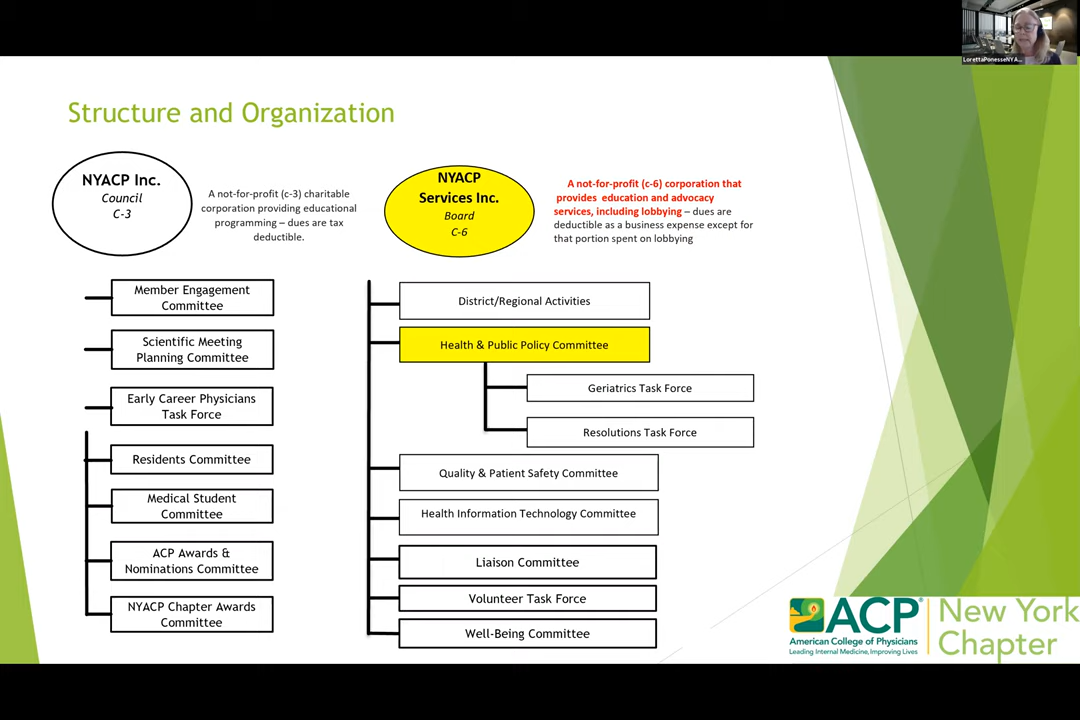 LorettaPonesseNYA...
Structure and Organization
NYACP Inc.
Council
C-3
A not-for-profit (c-3) charitable
corporation providing educational
programming – dues are tax
deductible.
NYACP
Services Inc.
Board
C-6
A not-for-profit (c-6) corporation that
provides education and advocacy
services, including lobbying – dues are
deductible as a business expense except for
that portion spent on lobbying
Member Engagement
Committee
Scientific Meeting
Planning Committee
Early Career Physicians
Task Force
Residents Committee
Medical Student
Committee
ACP Awards &
Nominations Committee
NYACP Chapter Awards
Committee
District/Regional Activities
Health & Public Policy Committee
Geriatrics Task Force
Resolutions Task Force
Quality & Patient Safety Committee
Health Information Technology Committee
Liaison Committee
Volunteer Task Force
Well-Being Committee
ACP®
American College of Physicians
Leading Internal Medicine, Improving Lives
New York
Chapter